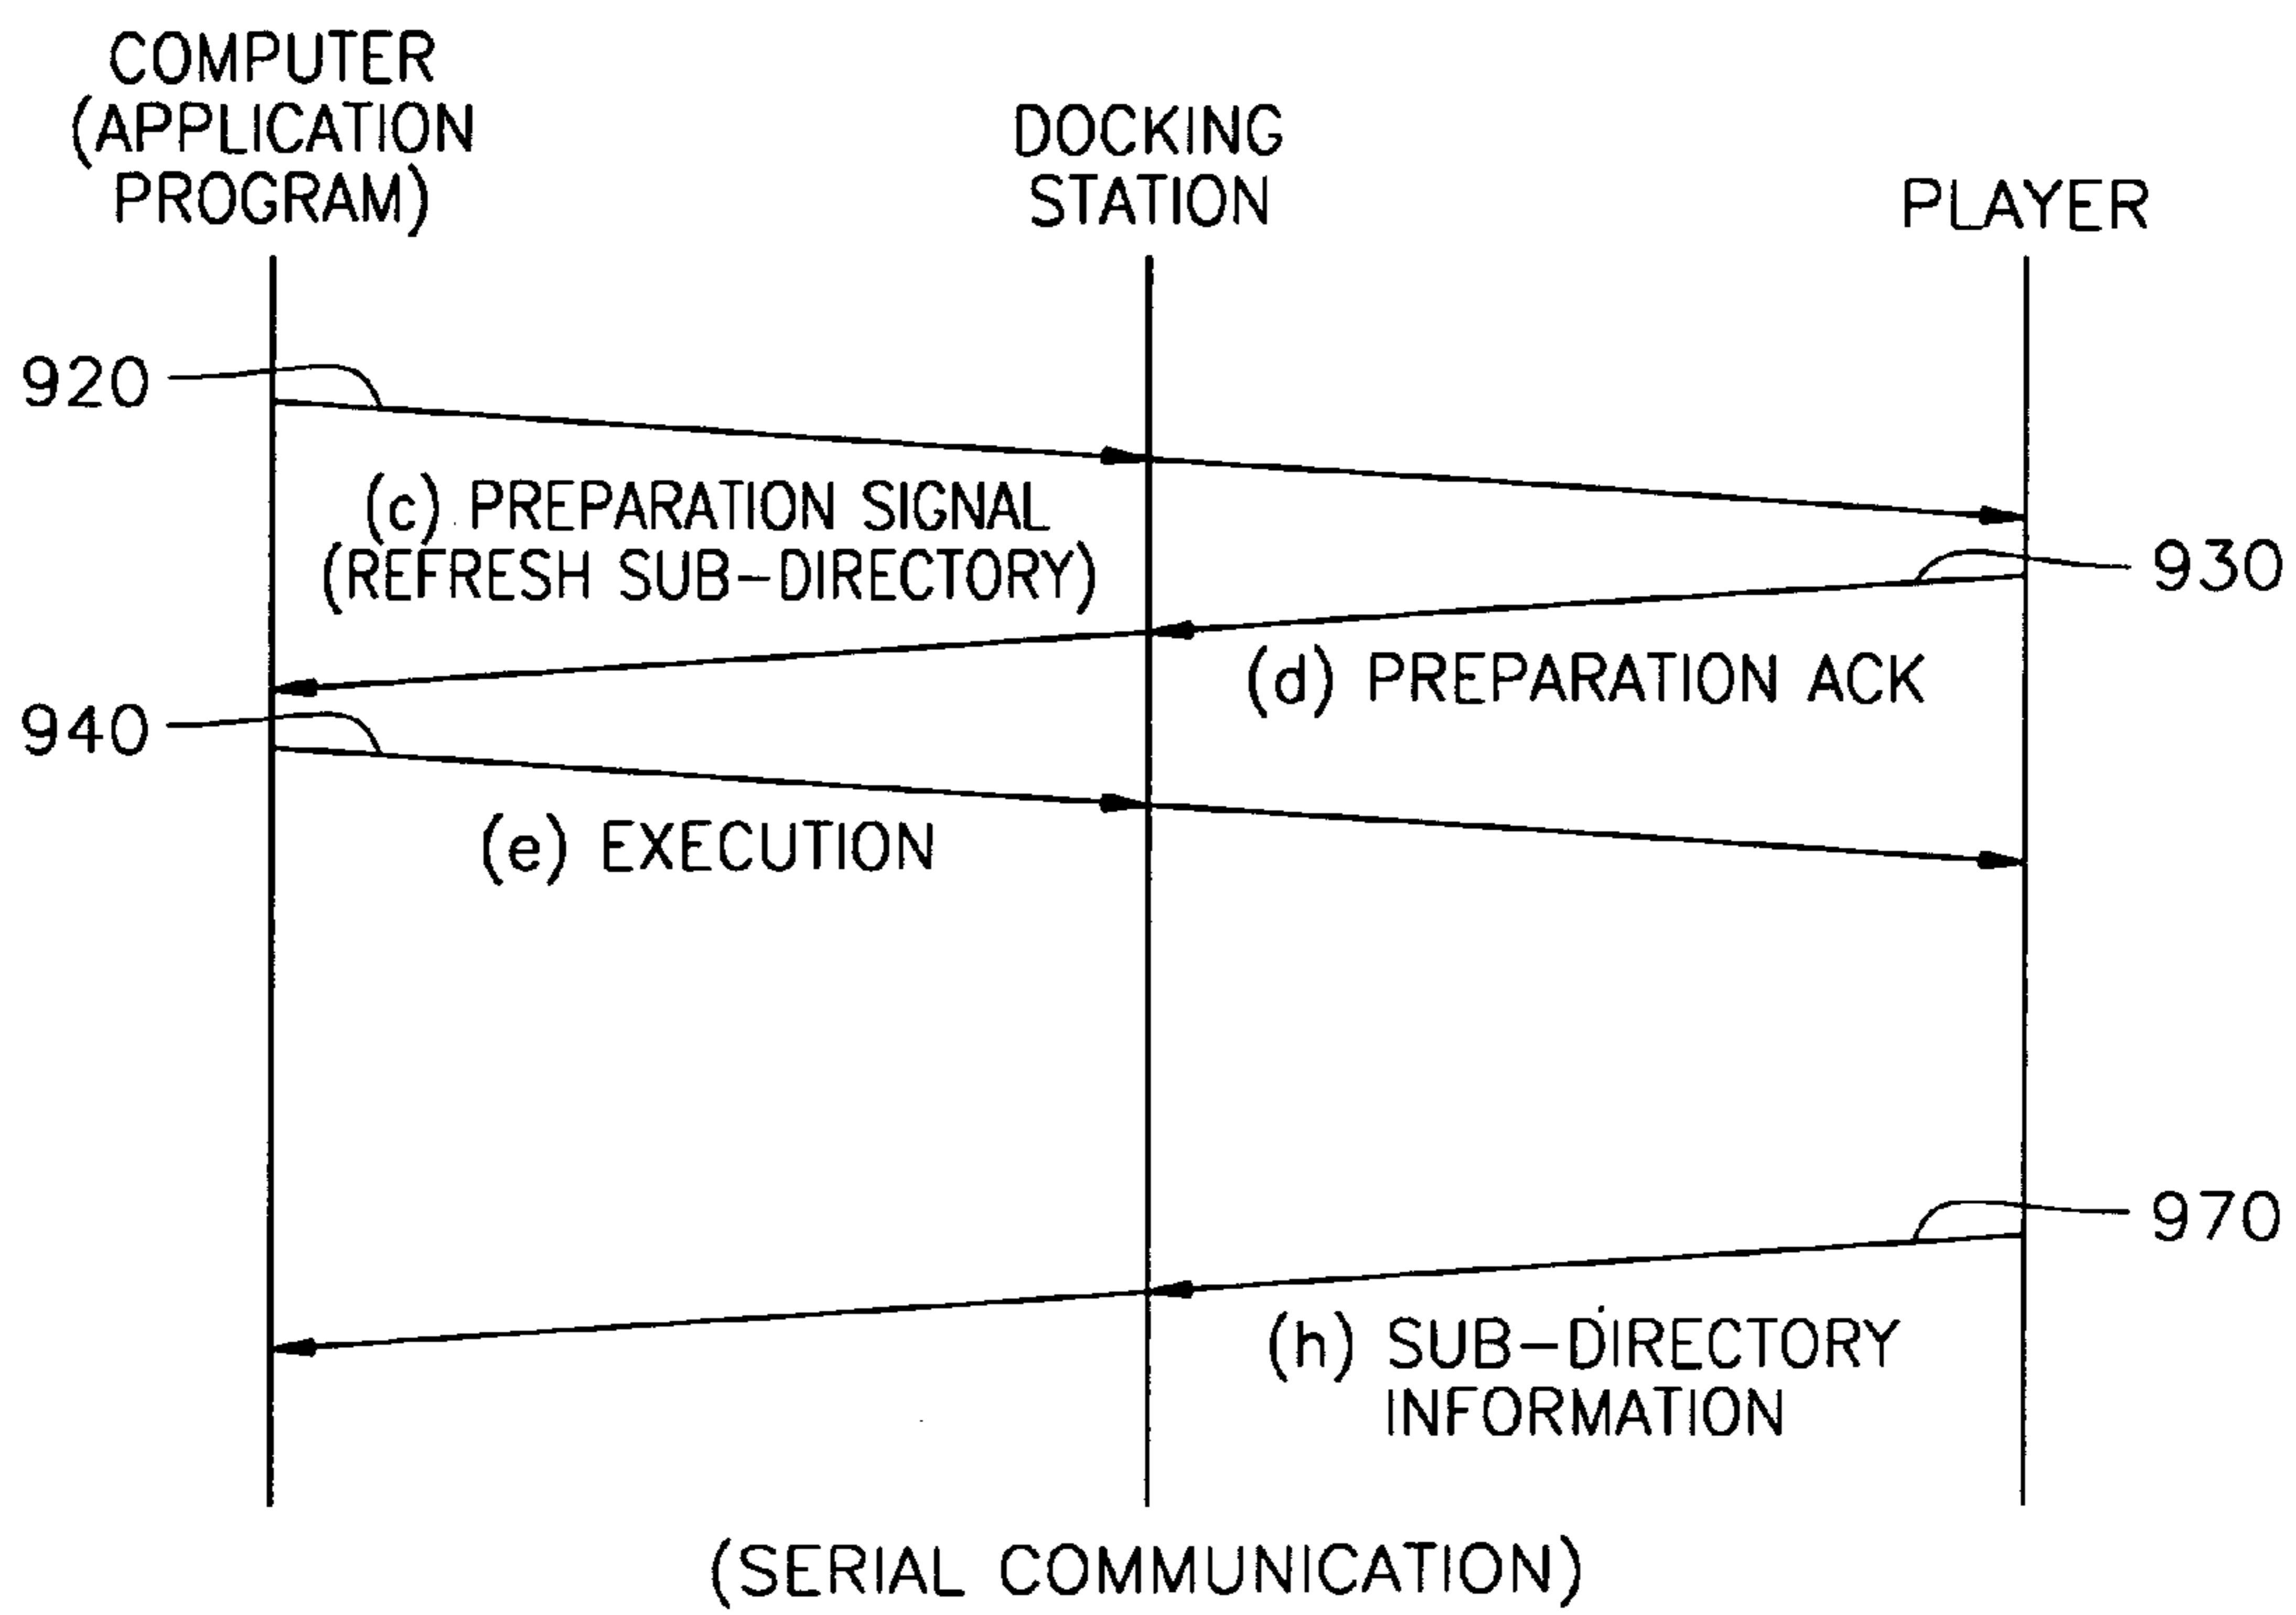 COMPUTER
(APPLICATION
PROGRAM)
DOCKING
STATION
PLAYER
920
(c) PREPARATION SIGNAL
(REFRESH SUB-DIRECTORY)
930
(d) PREPARATION ACK
940
(e) EXECUTION
970
(h) SUB-DIRECTORY
INFORMATION
(SERIAL COMMUNICATION)